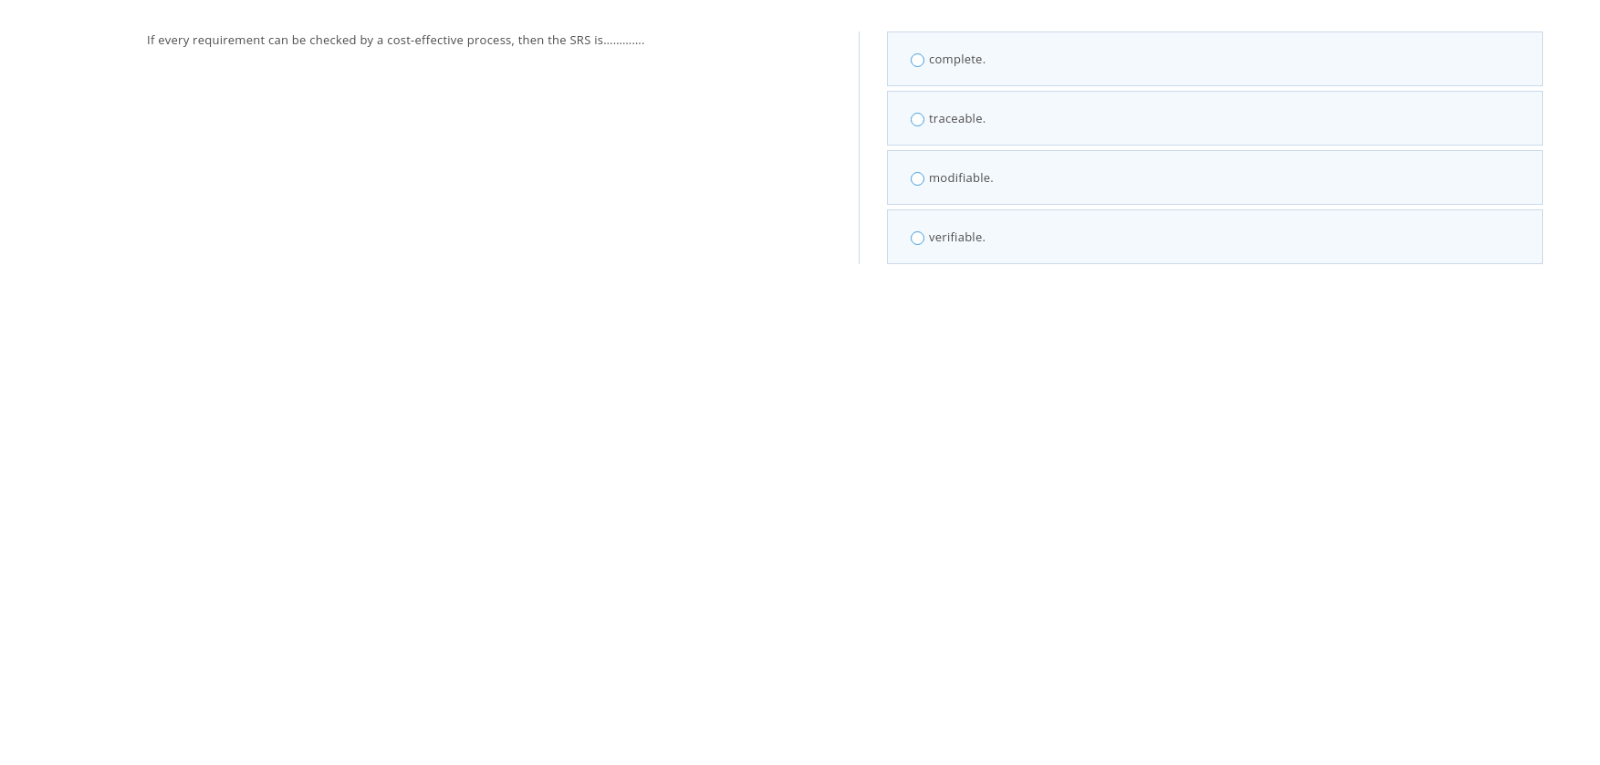 If every requirement can be checked by a cost-effective process, then the SRS is.............
complete.
traceable.
modifiable.
verifiable.